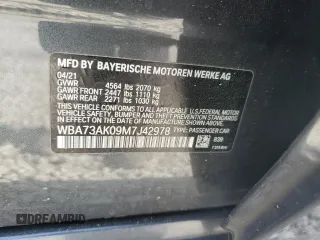 MFD BY BAYERISCHE MOTOREN WERKE AG
04/21
GVWR 4564 lbs 2070 kg
GAWR FRONT 2447 lbs 1110 kg
GAWR REAR 2271 lbs 1030 kg
THIS VEHICLE CONFORMS TO ALL APPLICABLE
FEDERAL MOTOR VEHICLE SAFETY, BUMPER, AND
THEFT PREVENTION STANDARDS IN EFFECT ON THE
DATE OF MANUFACTURE SHOWN ABOVE.
WBA73AK09M7J42978 TYPE: PASSENGER CAR
DREAMBID